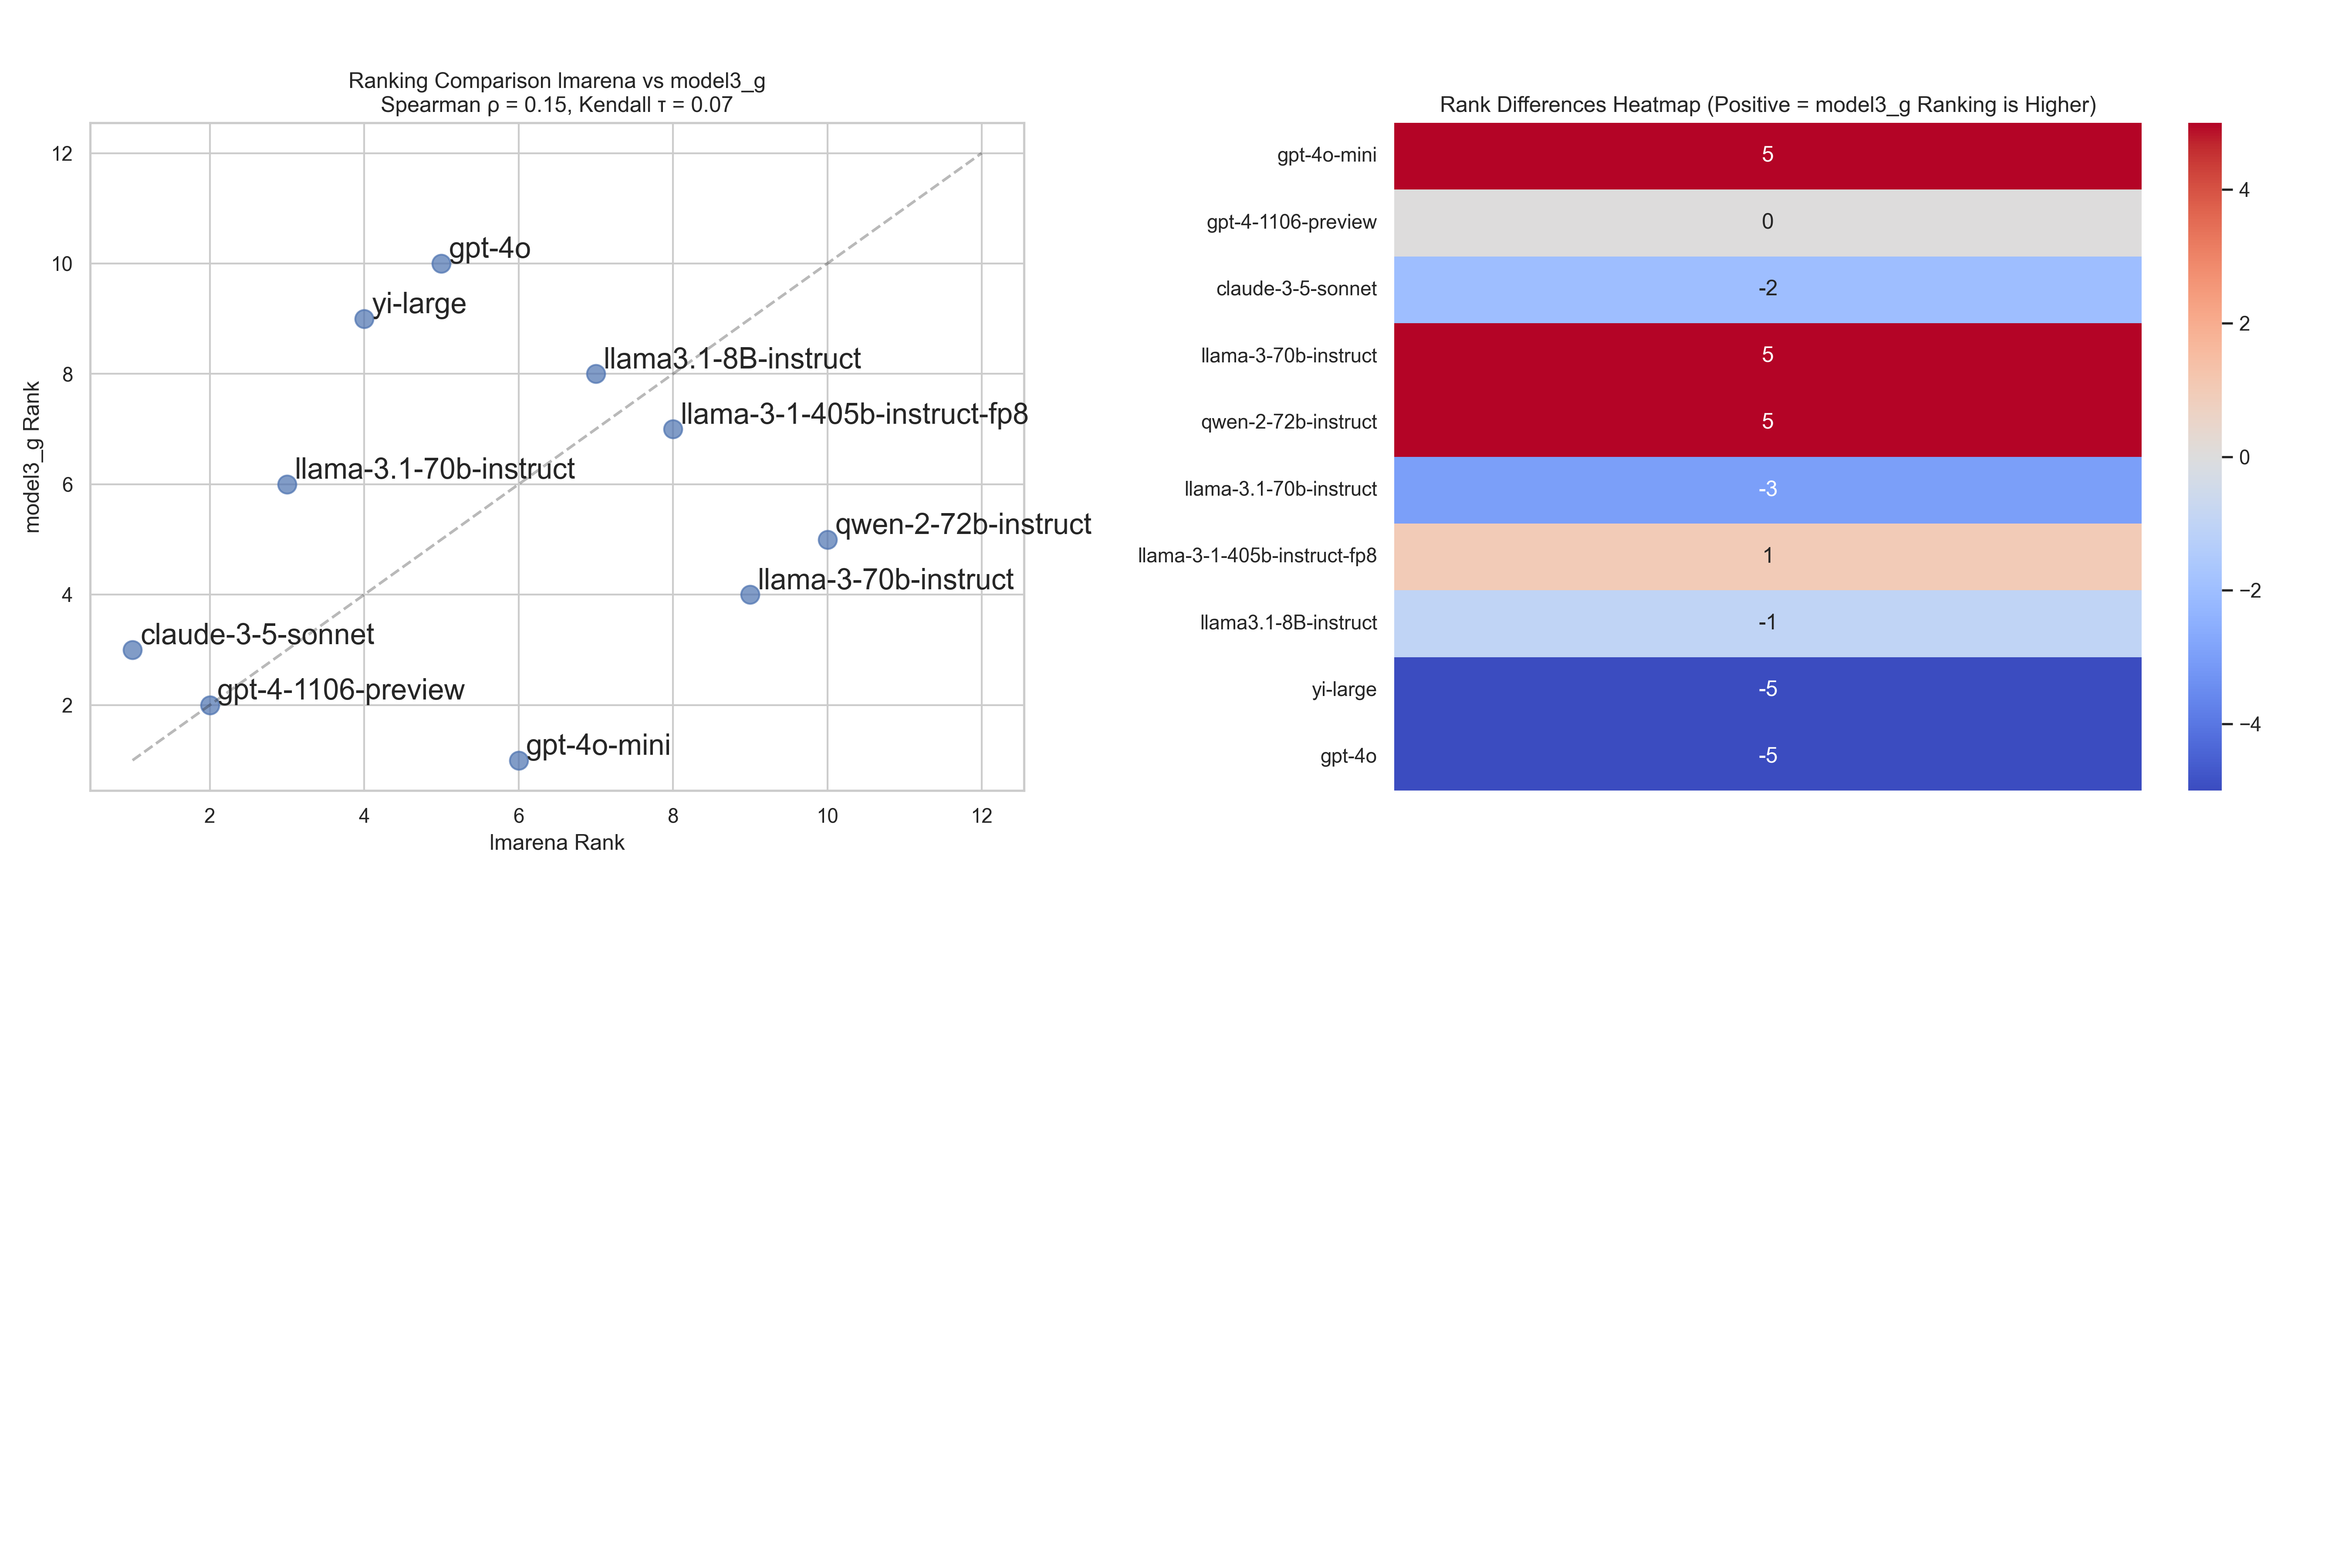 Ranking Comparison lmarena vs model3_g
Spearman ρ = 0.15, Kendall τ = 0.07
12
10
8
6
4
2
model3_g Rank
gpt-4o
yi-large
llama3.1-8B-instruct
llama-3-1-405b-instruct-fp8
llama-3.1-70b-instruct
qwen-2-72b-instruct
llama-3-70b-instruct
claude-3-5-sonnet
gpt-4-1106-preview
gpt-4o-mini
2 4 6 8 10 12
lmarena Rank
Rank Differences Heatmap (Positive = model3_g Ranking is Higher)
gpt-4o-mini 5
gpt-4-1106-preview 0
claude-3-5-sonnet -2
llama-3-70b-instruct 5
qwen-2-72b-instruct 5
llama-3.1-70b-instruct -3
llama-3-1-405b-instruct-fp8 1
llama3.1-8B-instruct -1
yi-large -5
gpt-4o -5
4
2
0
−2
−4